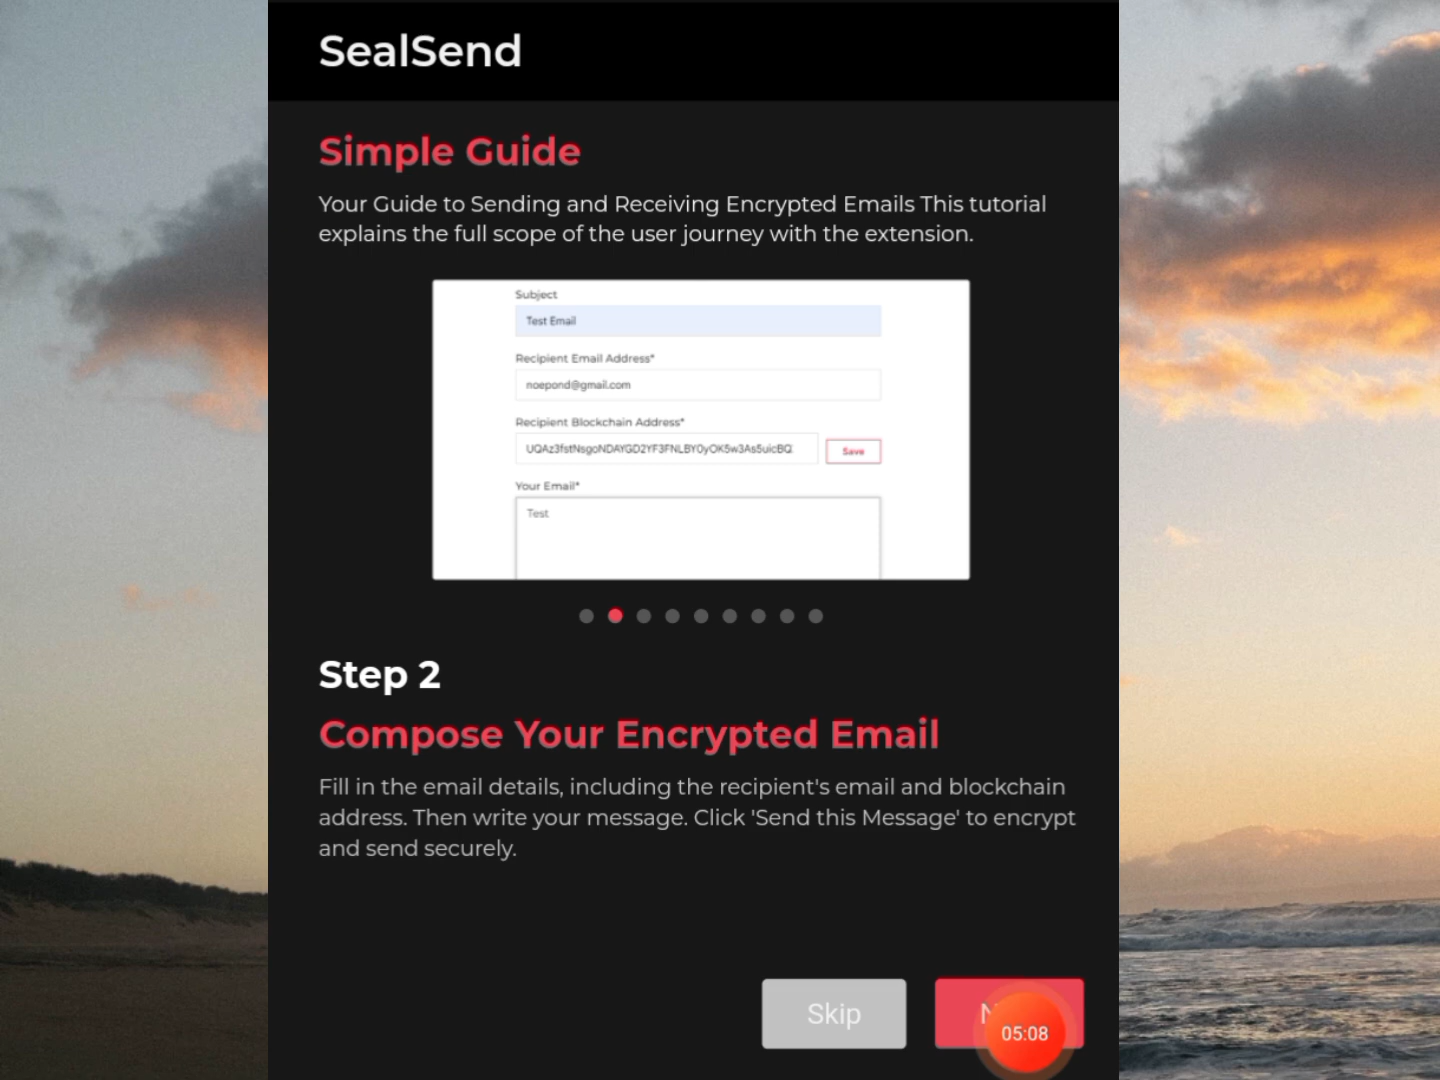 SealSend
Simple Guide
Your Guide to Sending and Receiving Encrypted Emails This tutorial
explains the full scope of the user journey with the extension.
Subject
Test Email
Recipient Email Address*
noepond@gmail.com
Recipient Blockchain Address*
UQAz3fstNsgoNDAYGD2YF3FNLBY0yOK5w3As5uicBQ
Save
Your Email*
Test
Step 2
Compose Your Encrypted Email
Fill in the email details, including the recipient's email and blockchain
address. Then write your message. Click 'Send this Message' to encrypt
and send securely.
Skip
05:08